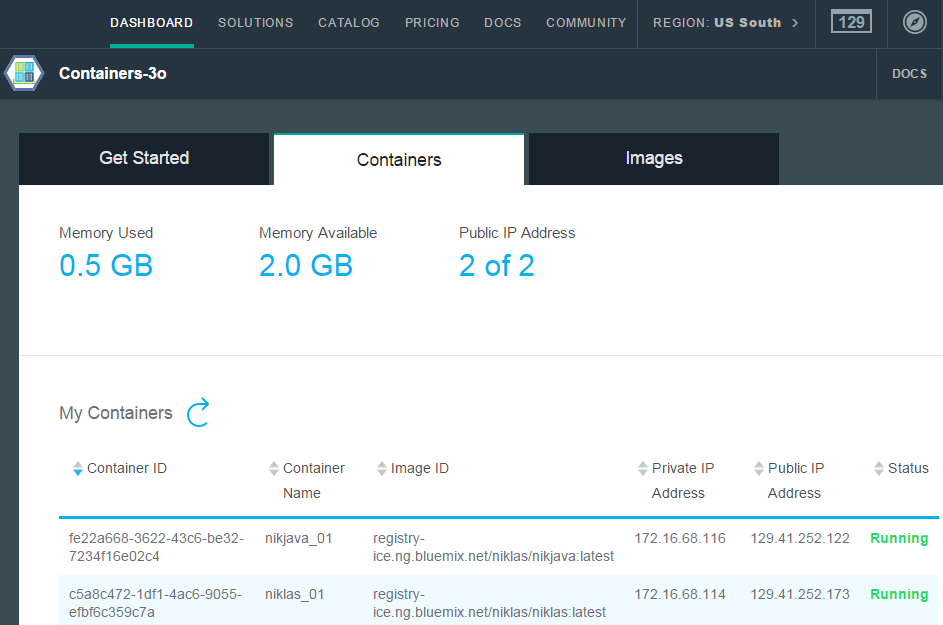 DASHBOARD SOLUTIONS CATALOG PRICING DOCS COMMUNITY REGION: US South > 129
Containers-3o DOCS
Get Started Containers Images
Memory Used Memory Available Public IP Address
0.5 GB 2.0 GB 2 of 2
My Containers
Container ID Container Image ID Private IP Public IP Status
Name Address Address
fe22a668-3622-43c6-be32- nikjava_01 registry- 172.16.68.116 129.41.252.122 Running
7234f16e02c4 ice.ng.bluemix.net/niklas/nikjava:latest
c5a8c472-1df1-4ac6-9055- niklas_01 registry- 172.16.68.114 129.41.252.173 Running
efbf6c359c7a ice.ng.bluemix.net/niklas/niklas:latest